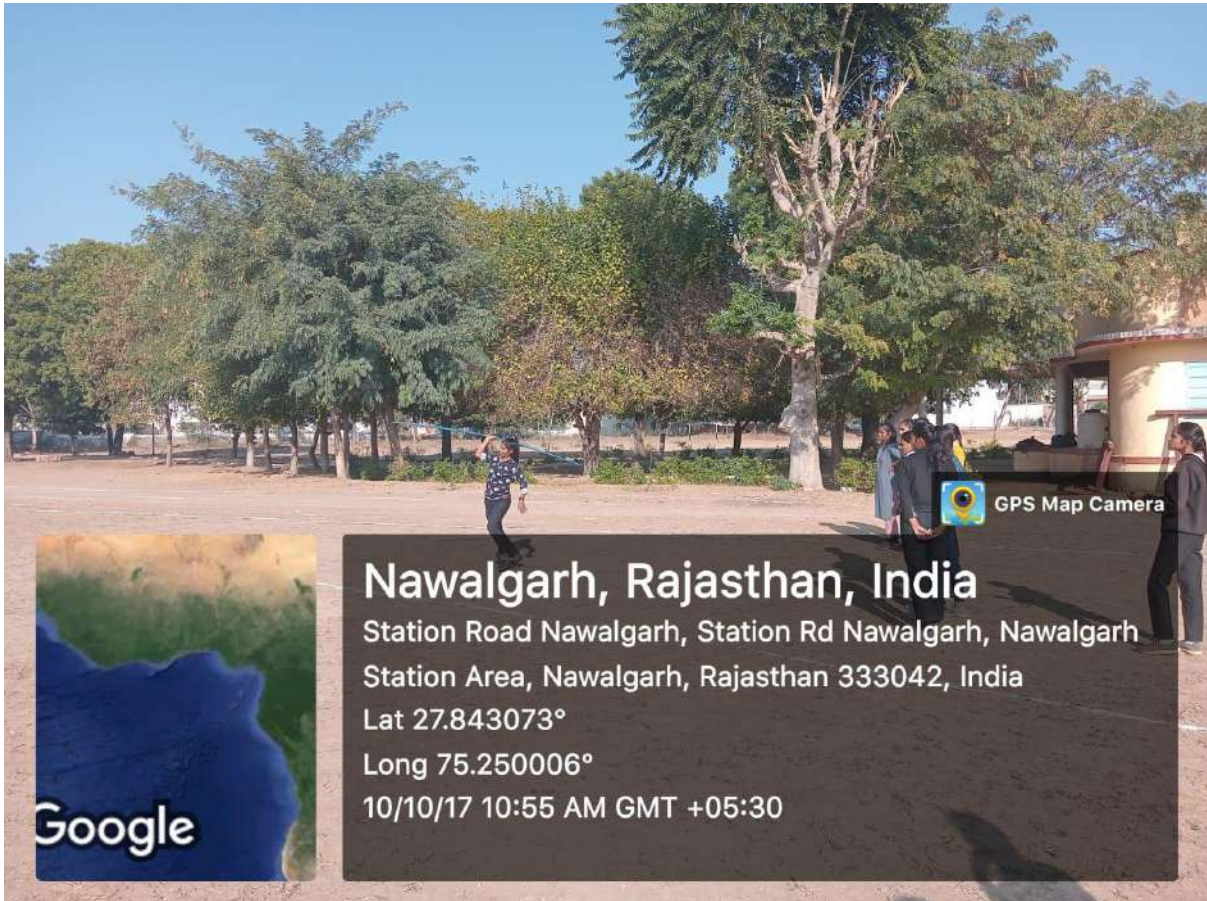 GPS Map Camera
Nawalgarh, Rajasthan, India
Station Road Nawalgarh, Station Rd Nawalgarh, Nawalgarh
Station Area, Nawalgarh, Rajasthan 333042, India
Lat 27.843073°
Long 75.250006°
10/10/17 10:55 AM GMT +05:30
Google